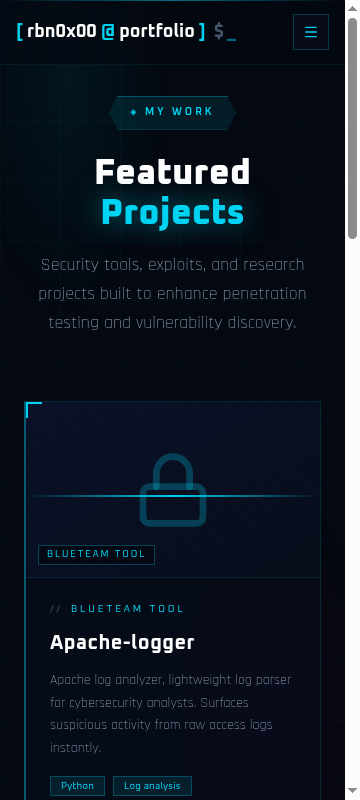 [ rbn0x00 @ portfolio ] $_
◈ MY WORK
Featured
Projects
Security tools, exploits, and research
projects built to enhance penetration
testing and vulnerability discovery.
BLUETEAM TOOL
// BLUETEAM TOOL
Apache-logger
Apache log analyzer, lightweight log parser
for cybersecurity analysts. Surfaces
suspicious activity from raw access logs
instantly.
Python Log analysis